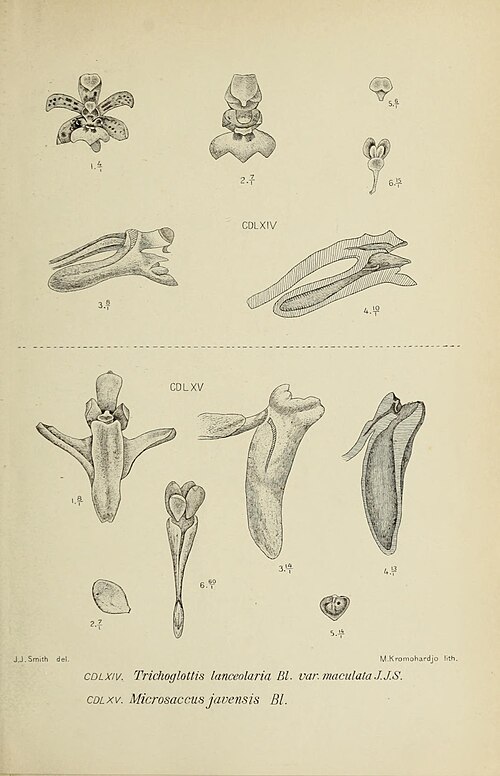 1. 4/1
2. 7/1
5. 6/1
6. 15/1
CDLXIV
3. 8/1
4. 10/1
CDLXV
1. 8/1
2. 7/1
6. 60/1
3. 14/1
4. 13/1
5. 14/1
J.J. Smith del.
M. Kromohardjo lith.
CDLXIV. Trichoglottis lanceolaria Bl. var. maculata J.J.S.
CDLXV. Microsaccus javensis Bl.